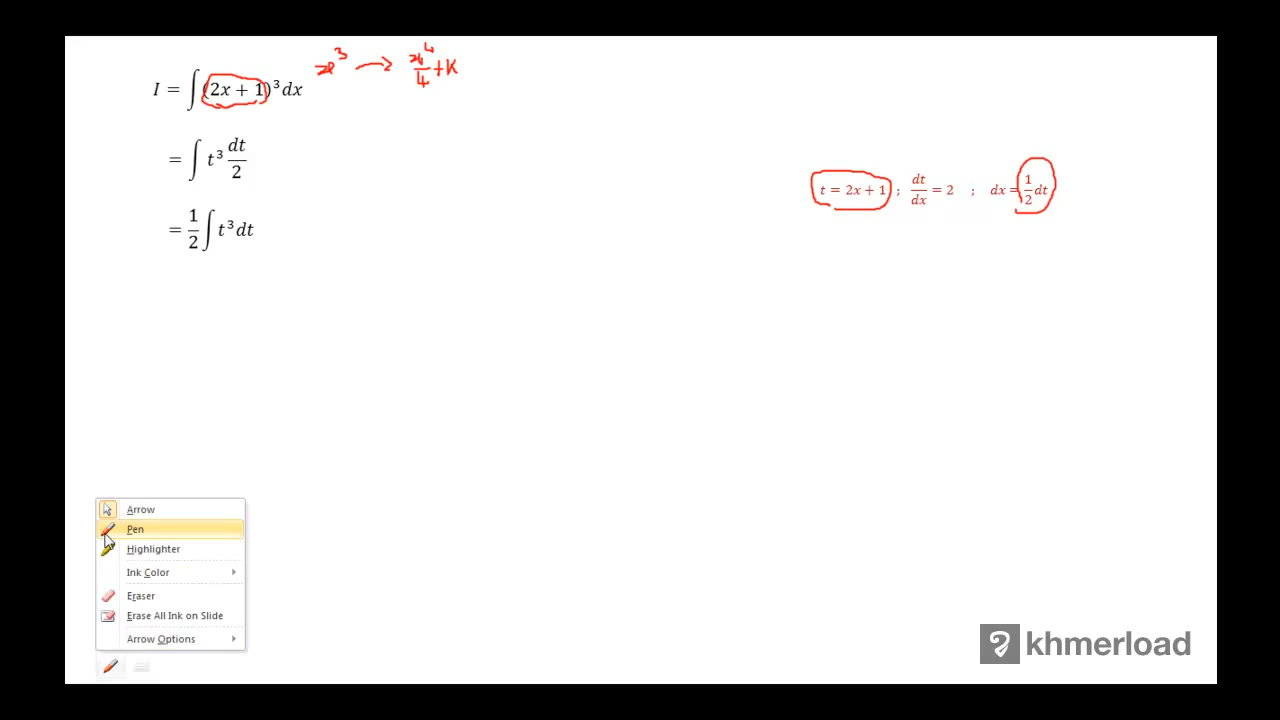 I = ∫(2x + 1)³dx x³ → x⁴/4 + K
= ∫ t³ dt/2
t = 2x + 1 ; dt/dx = 2 ; dx = 1/2 dt
= 1/2 ∫ t³dt
Arrow
Pen
Highlighter
Ink Color
Eraser
Erase All Ink on Slide
Arrow Options
khmerload